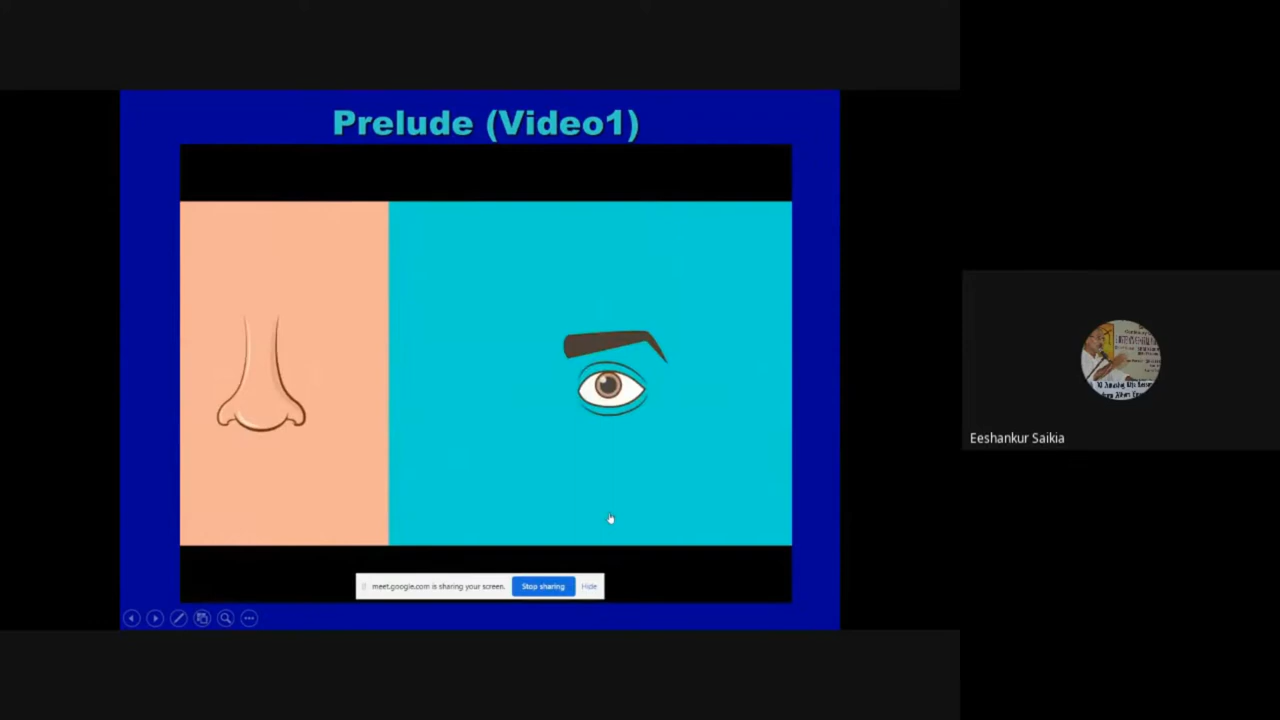 Prelude (Video1)
meet.google.com is sharing your screen.
Stop sharing
Hide
Eeshankur Saikia